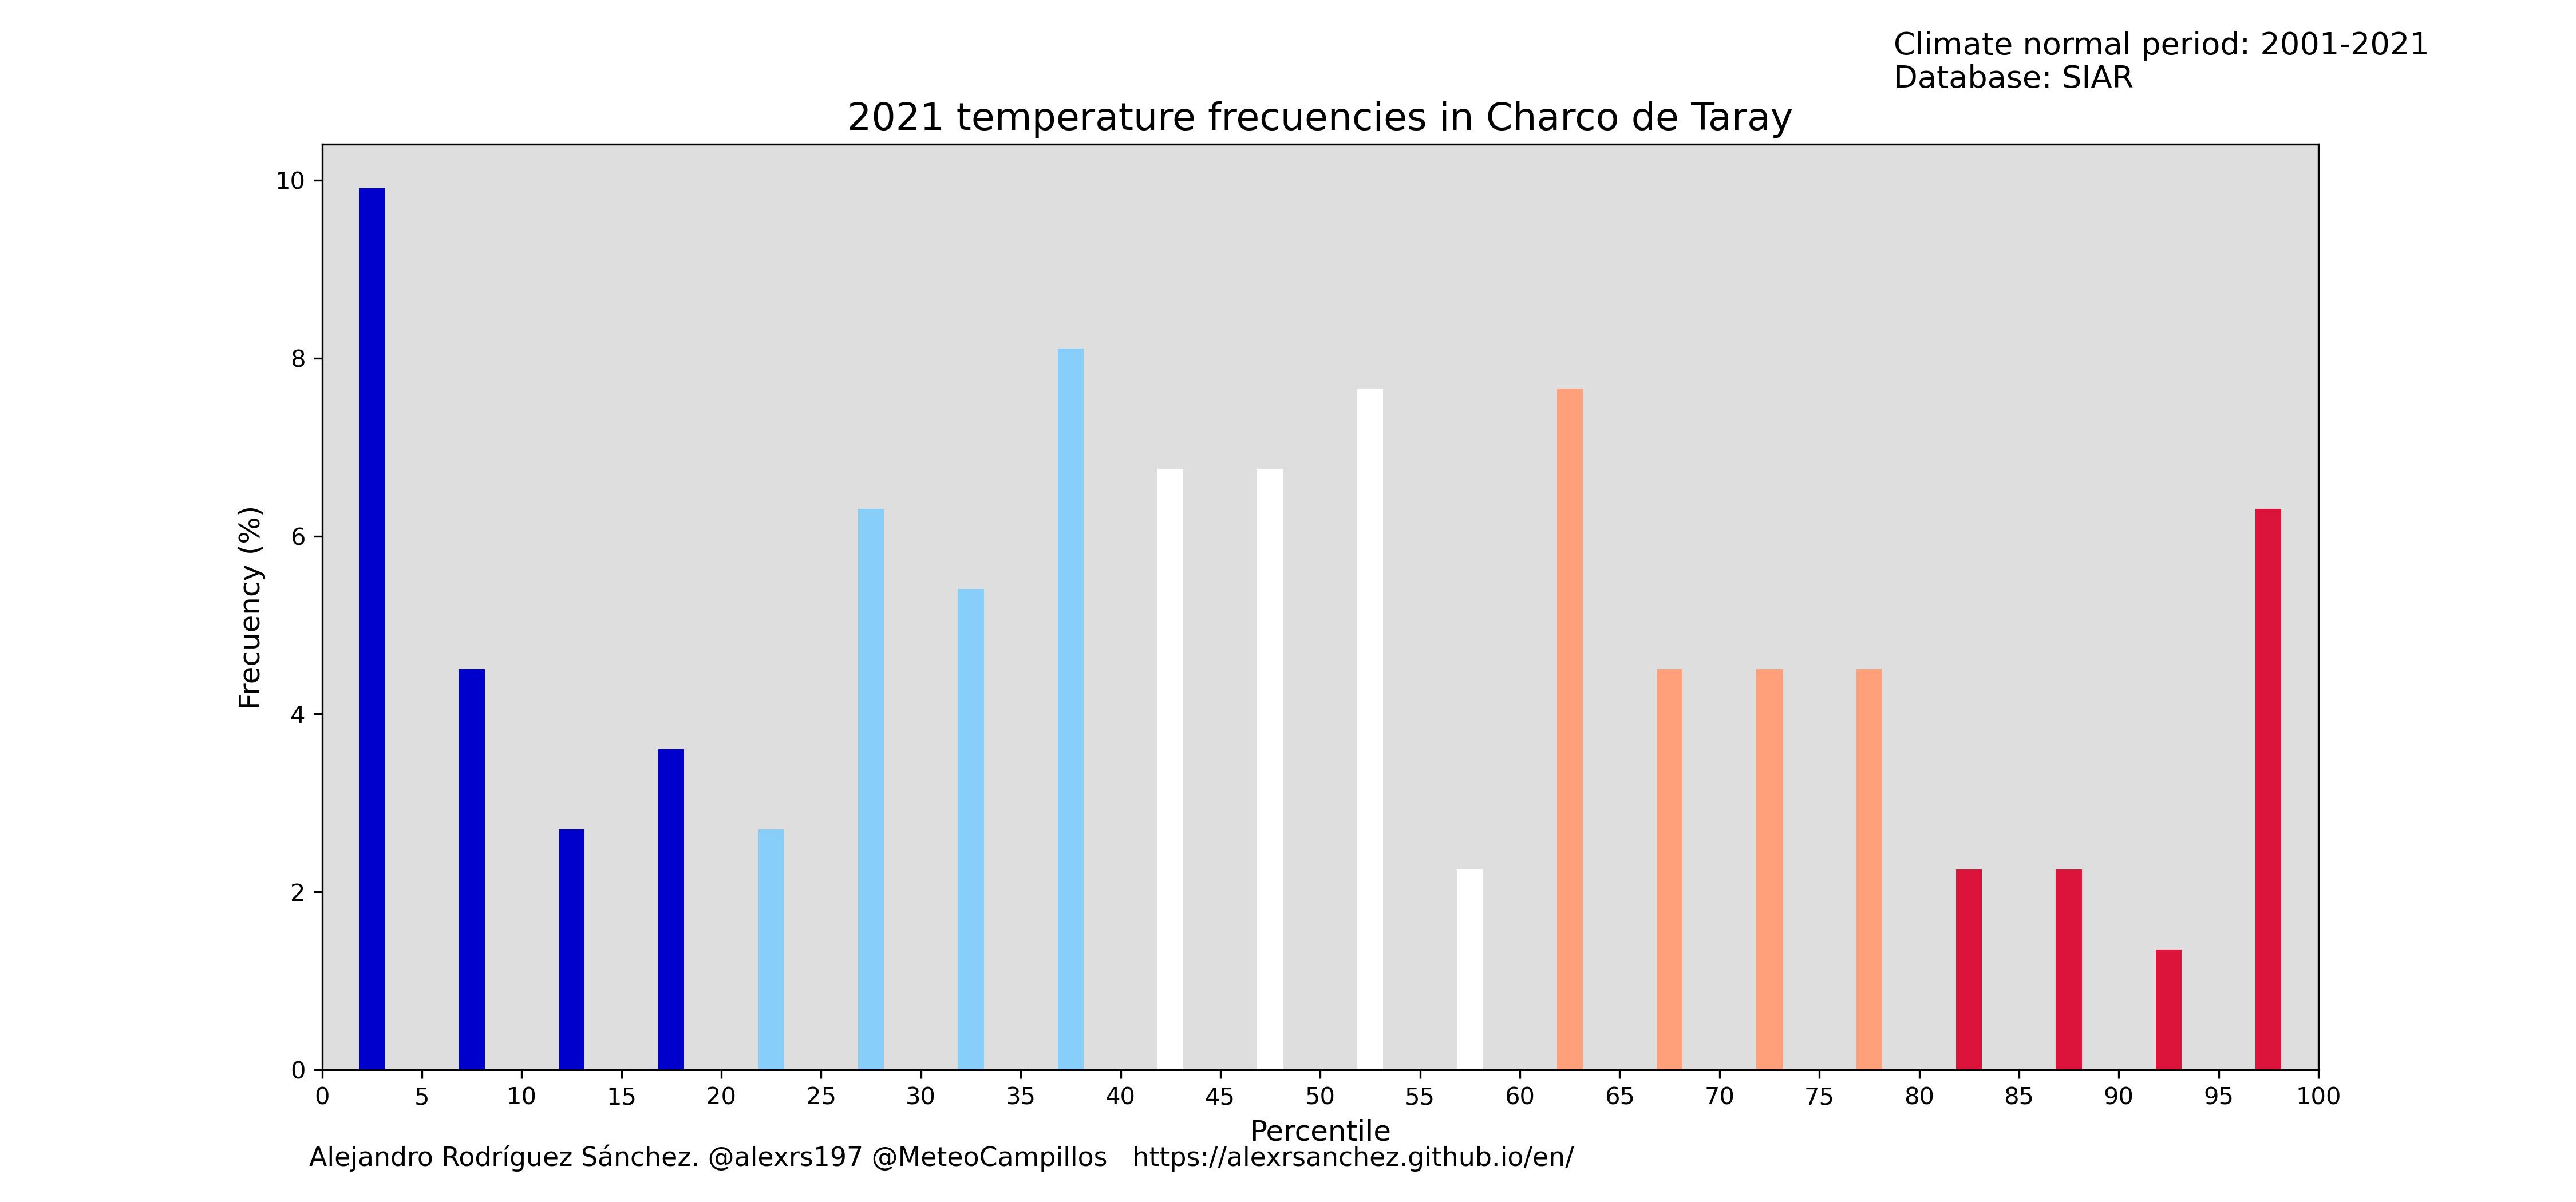 Climate normal period: 2001-2021
Database: SIAR
2021 temperature frecuencies in Charco de Taray
Frecuency (%)
10
8
6
4
2
0
0 5 10 15 20 25 30 35 40 45 50 55 60 65 70 75 80 85 90 95 100
Percentile
Alejandro Rodríguez Sánchez. @alexrs197 @MeteoCampillos https://alexrsanchez.github.io/en/